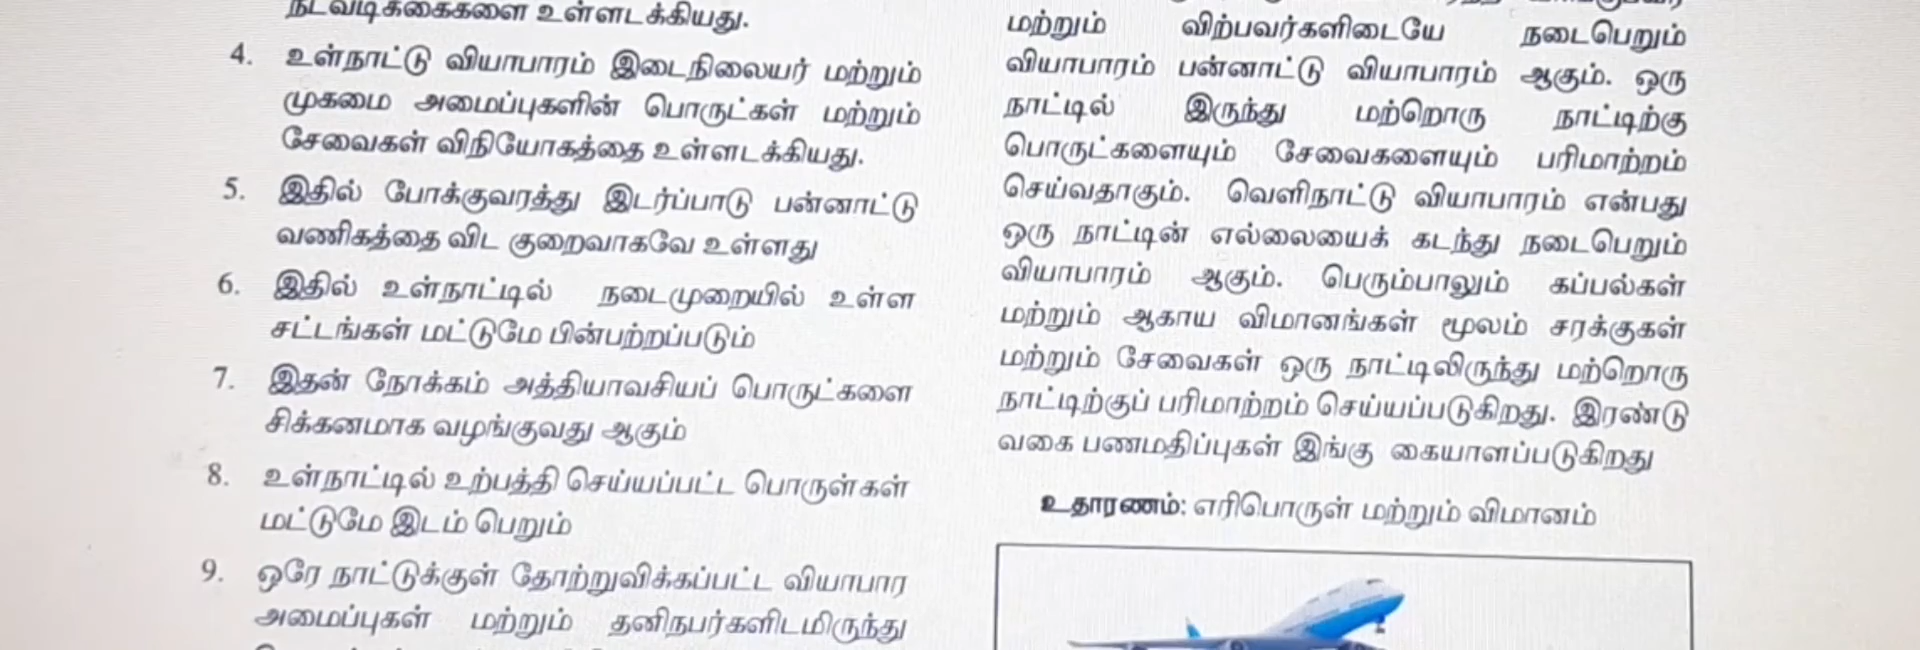 நடவடிக்கைகளை உள்ளடக்கியது.
4. உள்நாட்டு வியாபாரம் இடைநிலையர் மற்றும்
முகமை அமைப்புகளின் பொருட்கள் மற்றும்
சேவைகள் விநியோகத்தை உள்ளடக்கியது.
5. இதில் போக்குவரத்து இடர்ப்பாடு பன்னாட்டு
வணிகத்தை விட குறைவாகவே உள்ளது
6. இதில் உள்நாட்டில் நடைமுறையில் உள்ள
சட்டங்கள் மட்டுமே பின்பற்றப்படும்
7. இதன் நோக்கம் அத்தியாவசியப் பொருட்களை
சிக்கனமாக வழங்குவது ஆகும்
8. உள்நாட்டில் உற்பத்தி செய்யப்பட்ட பொருள்கள்
மட்டுமே இடம் பெறும்
9. ஒரே நாட்டுக்குள் தோற்றுவிக்கப்பட்ட வியாபார
அமைப்புகள் மற்றும் தனிநபர்களிடமிருந்து
மற்றும் விற்பவர்களிடையே நடைபெறும்
வியாபாரம் பன்னாட்டு வியாபாரம் ஆகும். ஒரு
நாட்டில் இருந்து மற்றொரு நாட்டிற்கு
பொருட்களையும் சேவைகளையும் பரிமாற்றம்
செய்வதாகும். வெளிநாட்டு வியாபாரம் என்பது
ஒரு நாட்டின் எல்லையைக் கடந்து நடைபெறும்
வியாபாரம் ஆகும். பெரும்பாலும் கப்பல்கள்
மற்றும் ஆகாய விமானங்கள் மூலம் சரக்குகள்
மற்றும் சேவைகள் ஒரு நாட்டிலிருந்து மற்றொரு
நாட்டிற்குப் பரிமாற்றம் செய்யப்படுகிறது. இரண்டு
வகை பணமதிப்புகள் இங்கு கையாளப்படுகிறது
உதாரணம்: எரிபொருள் மற்றும் விமானம்